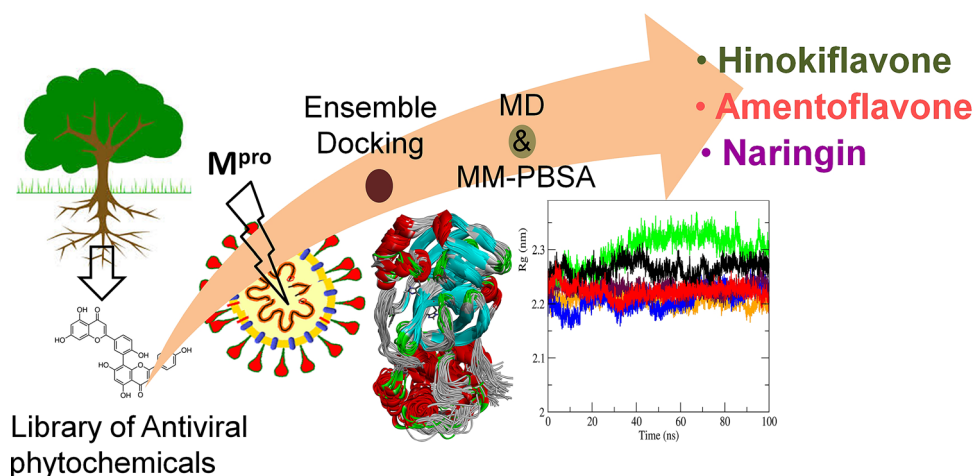 • Hinokiflavone
• Amentoflavone
• Naringin
MD
&
MM-PBSA
Ensemble
Docking
Mpro
Rg (nm)
2.3
2.2
2.1
2
0
20
40
60
80
100
Time (ns)
OH
O
HO
O
OH
HO
O
OH
OH
O
Library of Antiviral
phytochemicals